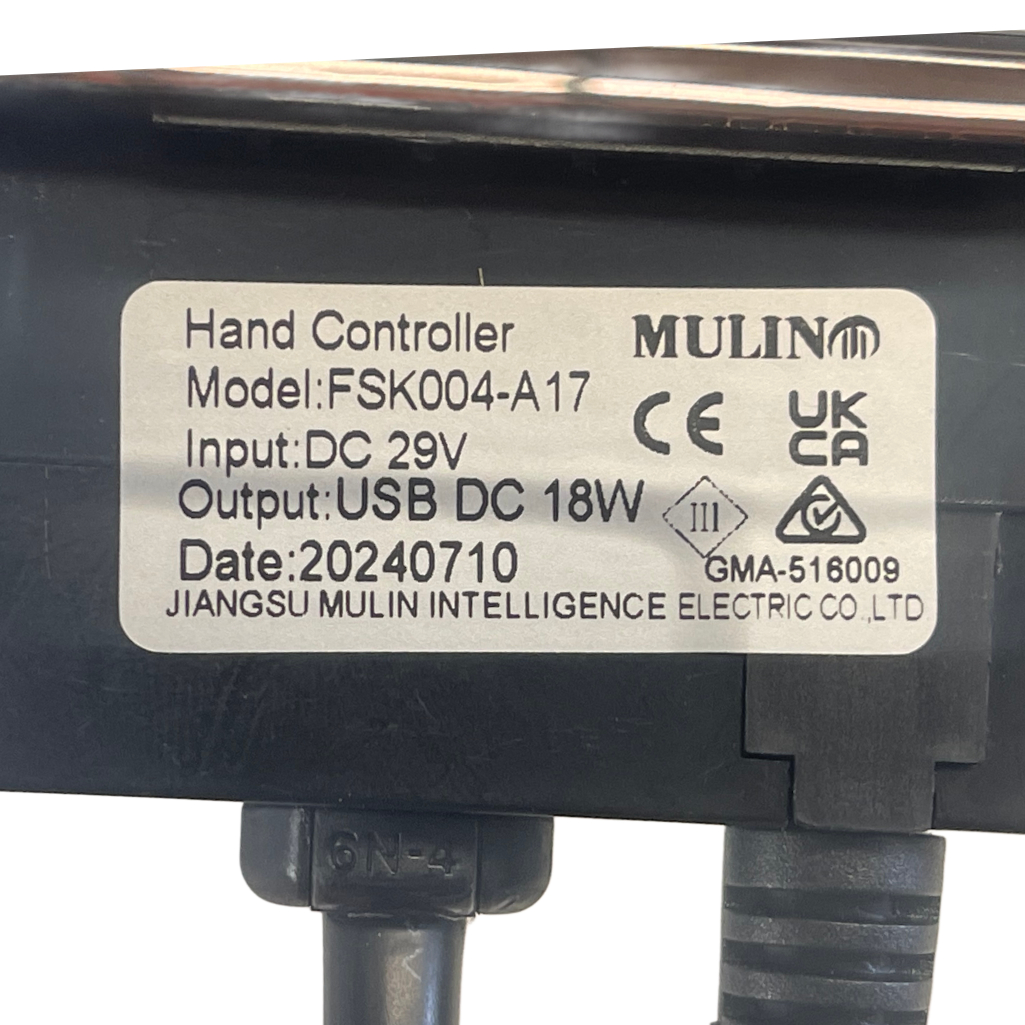 Hand Controller
MULIN
Model:FSK004-A17
CE
UK
CA
Input:DC 29V
Output:USB DC 18W
III
Date:20240710
GMA-516009
JIANGSU MULIN INTELLIGENCE ELECTRIC CO.,LTD
6N-4